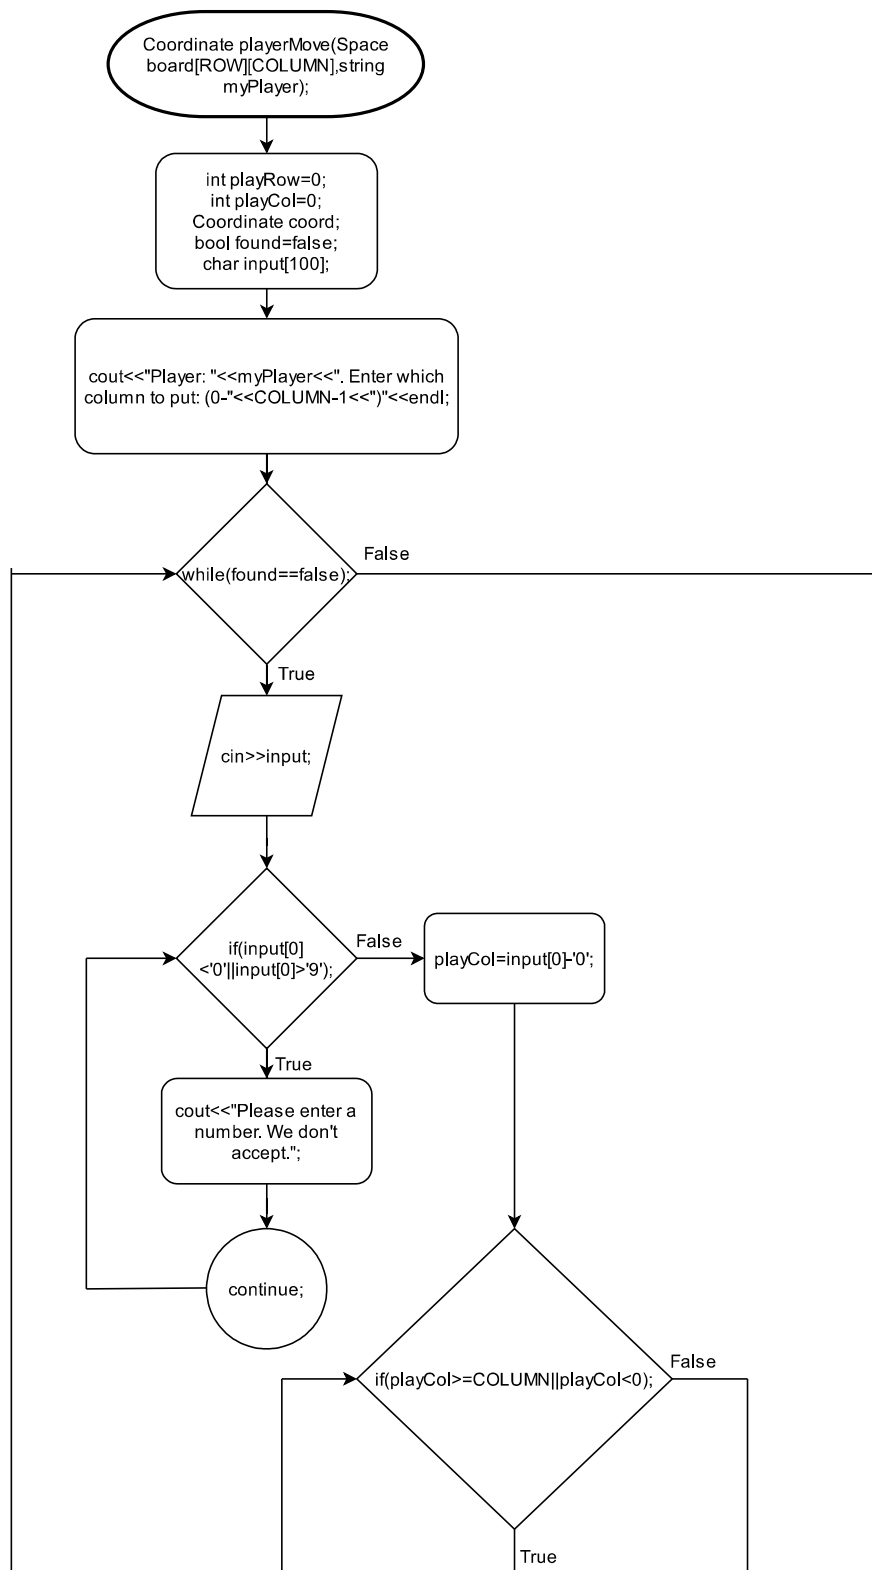 Coordinate playerMove(Space
board[ROW][COLUMN],string
myPlayer);
int playRow=0;
int playCol=0;
Coordinate coord;
bool found=false;
char input[100];
cout<<"Player: "<<myPlayer<<". Enter which
column to put: (0-"<<COLUMN-1<<")"<<endl;
while(found==false);
False
True
cin>>input;
if(input[0]
<'0'||input[0]>'9');
False
playCol=input[0]-'0';
True
cout<<"Please enter a
number. We don't
accept.";
continue;
if(playCol>=COLUMN||playCol<0);
False
True